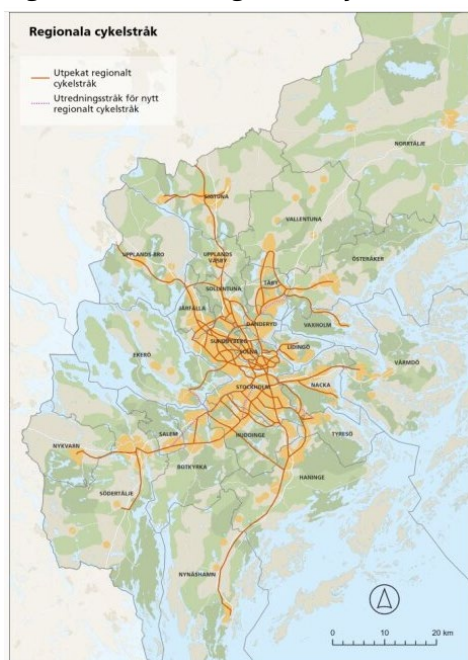 Regionala cykelstråk
Utpekat regionalt
cykelstråk
Utredningsstråk för nytt
regionalt cykelstråk
NORRTÄLJE
SIGTUNA
VALLENTUNA
UPPLANDS-BRO
UPPLANDS
VÄSBY
ÖSTERÅKER
SOLLENTUNA
TÄBY
JÄRFÄLLA
DANDERYD
VAXHOLM
SUNDBYBERG
SOLNA
LIDINGÖ
EKERÖ
VÄRMDÖ
STOCKHOLM
NACKA
SALEM
HUDDINGE
TYRESÖ
NYKVARN
BOTKYRKA
HANINGE
SÖDERTÄLJE
NYNÄSHAMN
0 10 20 km